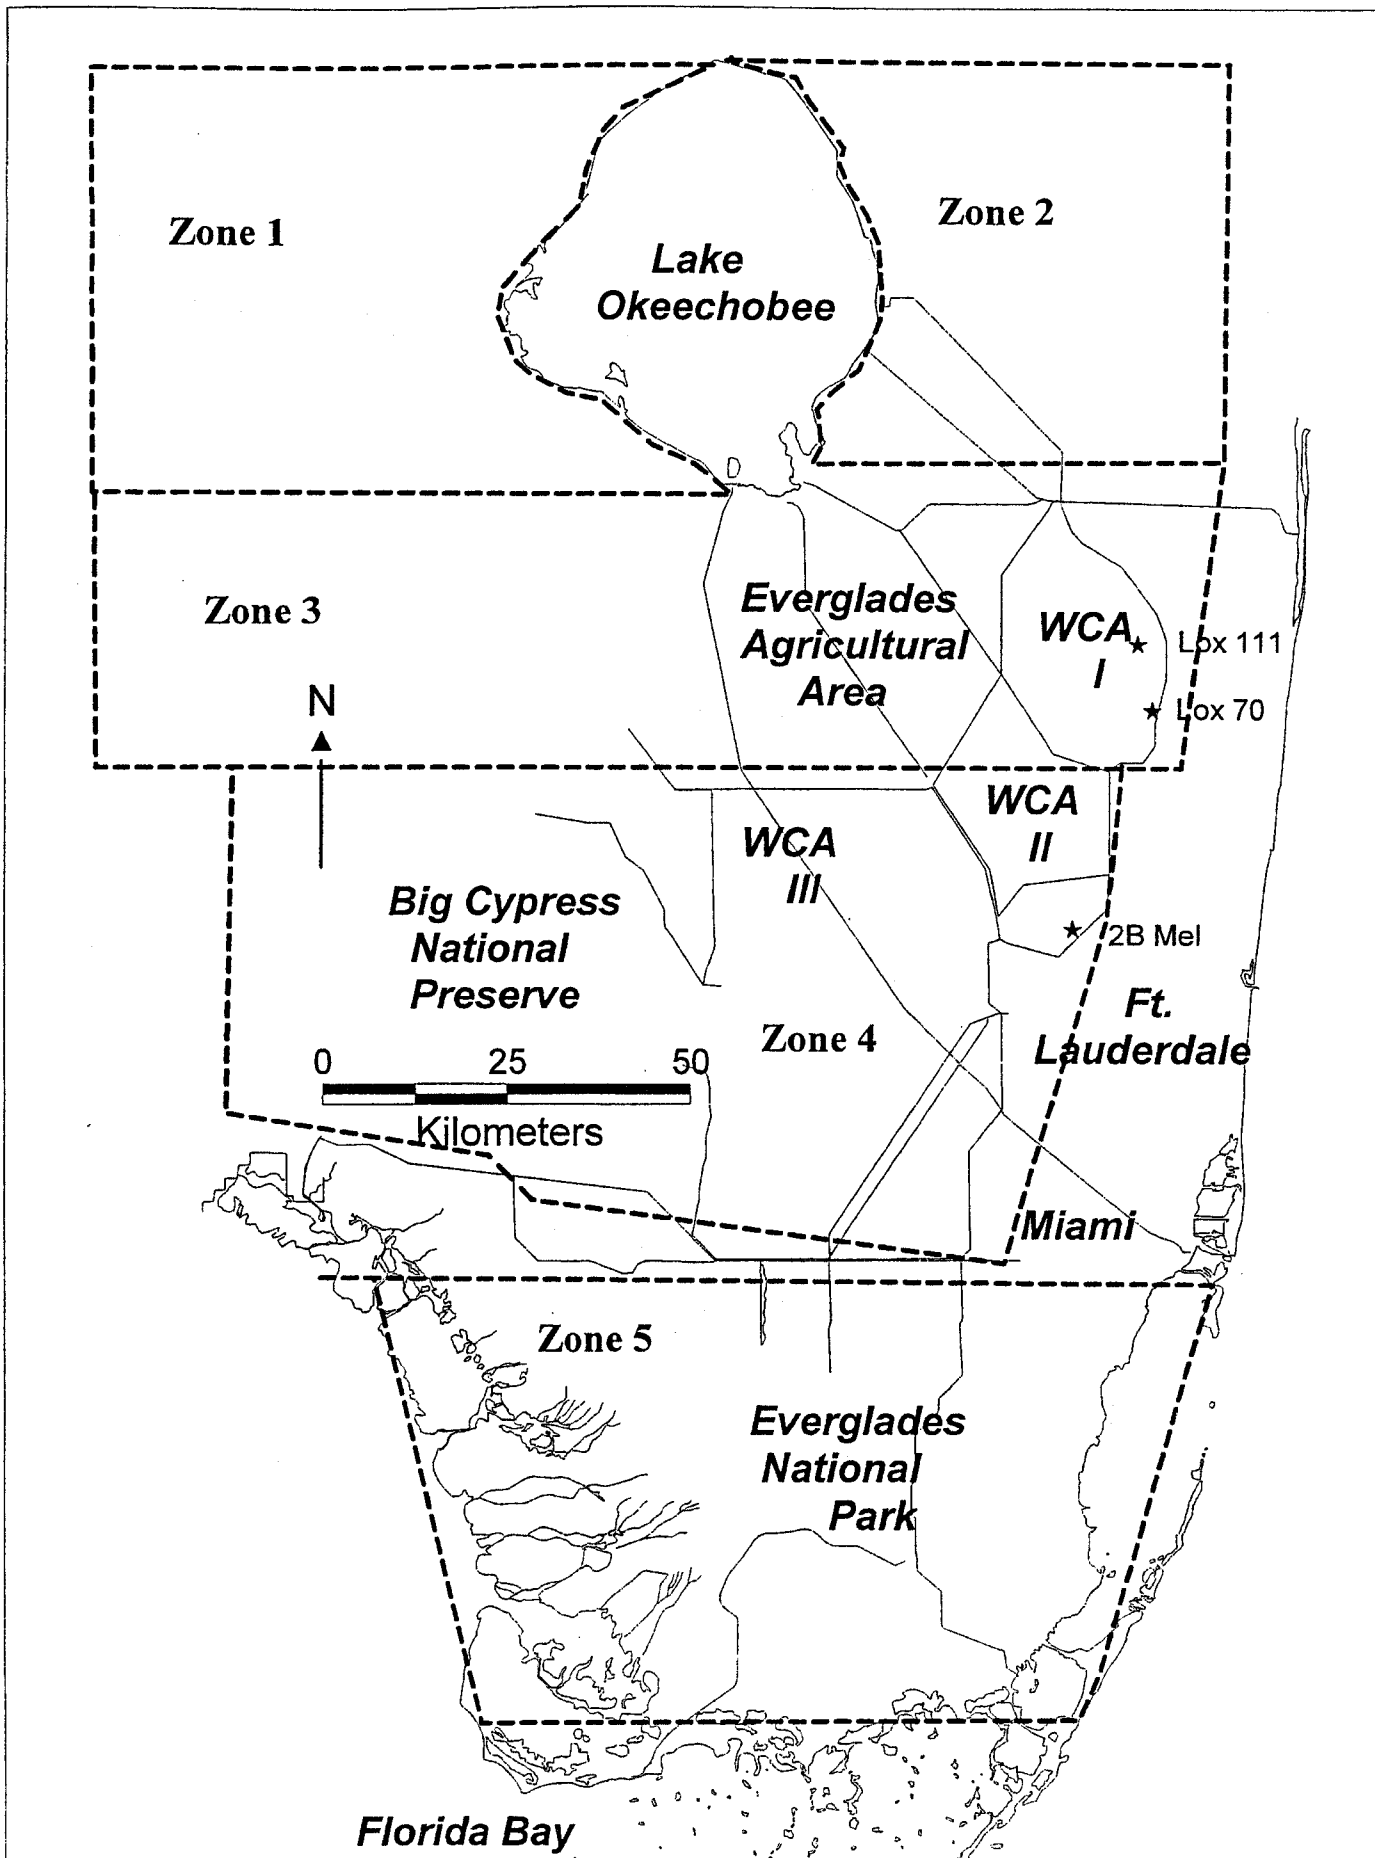 Zone 1
Zone 2
Lake
Okeechobee
Zone 3
Everglades
Agricultural
Area
WCA
I
Lox 111
Lox 70
N
WCA
II
WCA
III
Big Cypress
National
Preserve
2B Mel
Ft.
Lauderdale
Zone 4
0 25 50
Kilometers
Miami
Zone 5
Everglades
National
Park
Florida Bay